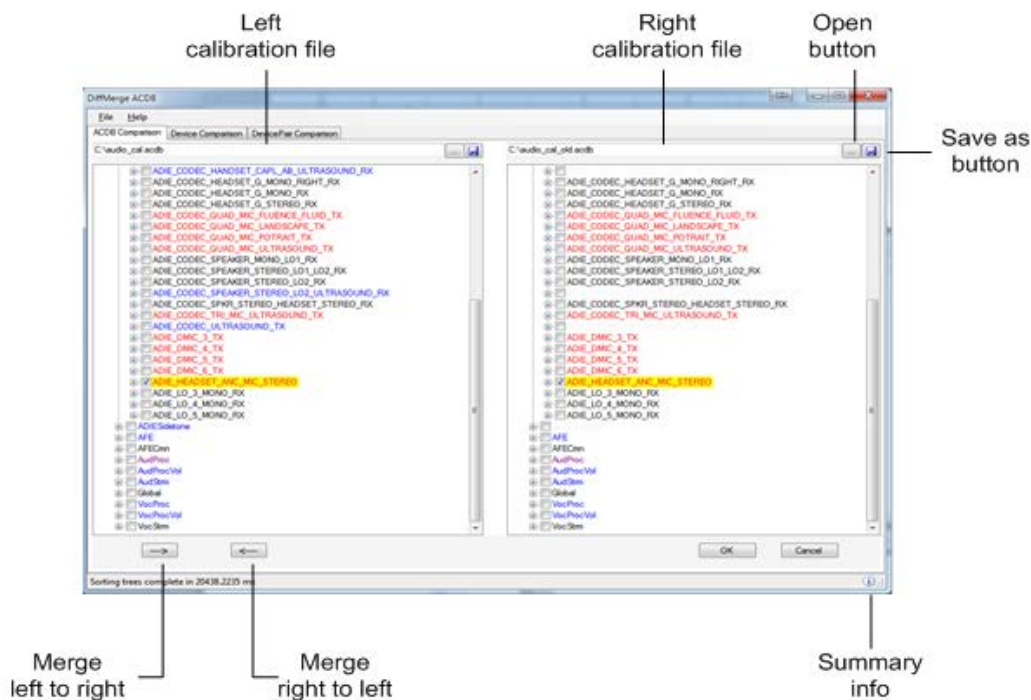 Left
calibration file
Right
calibration file
Open
button
Save as
button
DiffMerge ACDB
File Help
ACDB Comparison Device Comparison DevicePair Comparison
C:\audio_cal.acdb ...
C:\audio_cal_old.acdb ...
ADIE_CODEC_HANDSET_CAPL_AB_ULTRASOUND_RX
ADIE_CODEC_HEADSET_G_MONO_RIGHT_RX
ADIE_CODEC_HEADSET_G_MONO_RX
ADIE_CODEC_HEADSET_G_STEREO_RX
ADIE_CODEC_QUAD_MIC_FLUENCE_FLUID_TX
ADIE_CODEC_QUAD_MIC_LANDSCAPE_TX
ADIE_CODEC_QUAD_MIC_POTRAIT_TX
ADIE_CODEC_QUAD_MIC_ULTRASOUND_TX
ADIE_CODEC_SPEAKER_MONO_LO1_RX
ADIE_CODEC_SPEAKER_STEREO_LO1_LO2_RX
ADIE_CODEC_SPEAKER_STEREO_LO2_RX
ADIE_CODEC_SPEAKER_STEREO_LO2_ULTRASOUND_RX
ADIE_CODEC_SPKR_STEREO_HEADSET_STEREO_RX
ADIE_CODEC_TRI_MIC_ULTRASOUND_TX
ADIE_CODEC_ULTRASOUND_TX
ADIE_DMIC_3_TX
ADIE_DMIC_4_TX
ADIE_DMIC_5_TX
ADIE_DMIC_6_TX
ADIE_HEADSET_ANC_MIC_STEREO
ADIE_LO_3_MONO_RX
ADIE_LO_4_MONO_RX
ADIE_LO_5_MONO_RX
ADIESidetone
AFE
AFECmn
AudProc
AudProcVol
AudStrm
Global
VocProc
VocProcVol
VocStrm
ADIE_CODEC_HEADSET_G_MONO_RIGHT_RX
ADIE_CODEC_HEADSET_G_MONO_RX
ADIE_CODEC_HEADSET_G_STEREO_RX
ADIE_CODEC_QUAD_MIC_FLUENCE_FLUID_TX
ADIE_CODEC_QUAD_MIC_LANDSCAPE_TX
ADIE_CODEC_QUAD_MIC_POTRAIT_TX
ADIE_CODEC_QUAD_MIC_ULTRASOUND_TX
ADIE_CODEC_SPEAKER_MONO_LO1_RX
ADIE_CODEC_SPEAKER_STEREO_LO1_LO2_RX
ADIE_CODEC_SPEAKER_STEREO_LO2_RX
ADIE_CODEC_SPKR_STEREO_HEADSET_STEREO_RX
ADIE_CODEC_TRI_MIC_ULTRASOUND_TX
ADIE_DMIC_3_TX
ADIE_DMIC_4_TX
ADIE_DMIC_5_TX
ADIE_DMIC_6_TX
ADIE_HEADSET_ANC_MIC_STEREO
ADIE_LO_3_MONO_RX
ADIE_LO_4_MONO_RX
ADIE_LO_5_MONO_RX
AFE
AFECmn
AudProc
AudProcVol
AudStrm
Global
VocProc
VocProcVol
VocStrm
---> <---
OK Cancel
Sorting trees complete in 20438.2235 ms
Merge
left to right
Merge
right to left
Summary
info